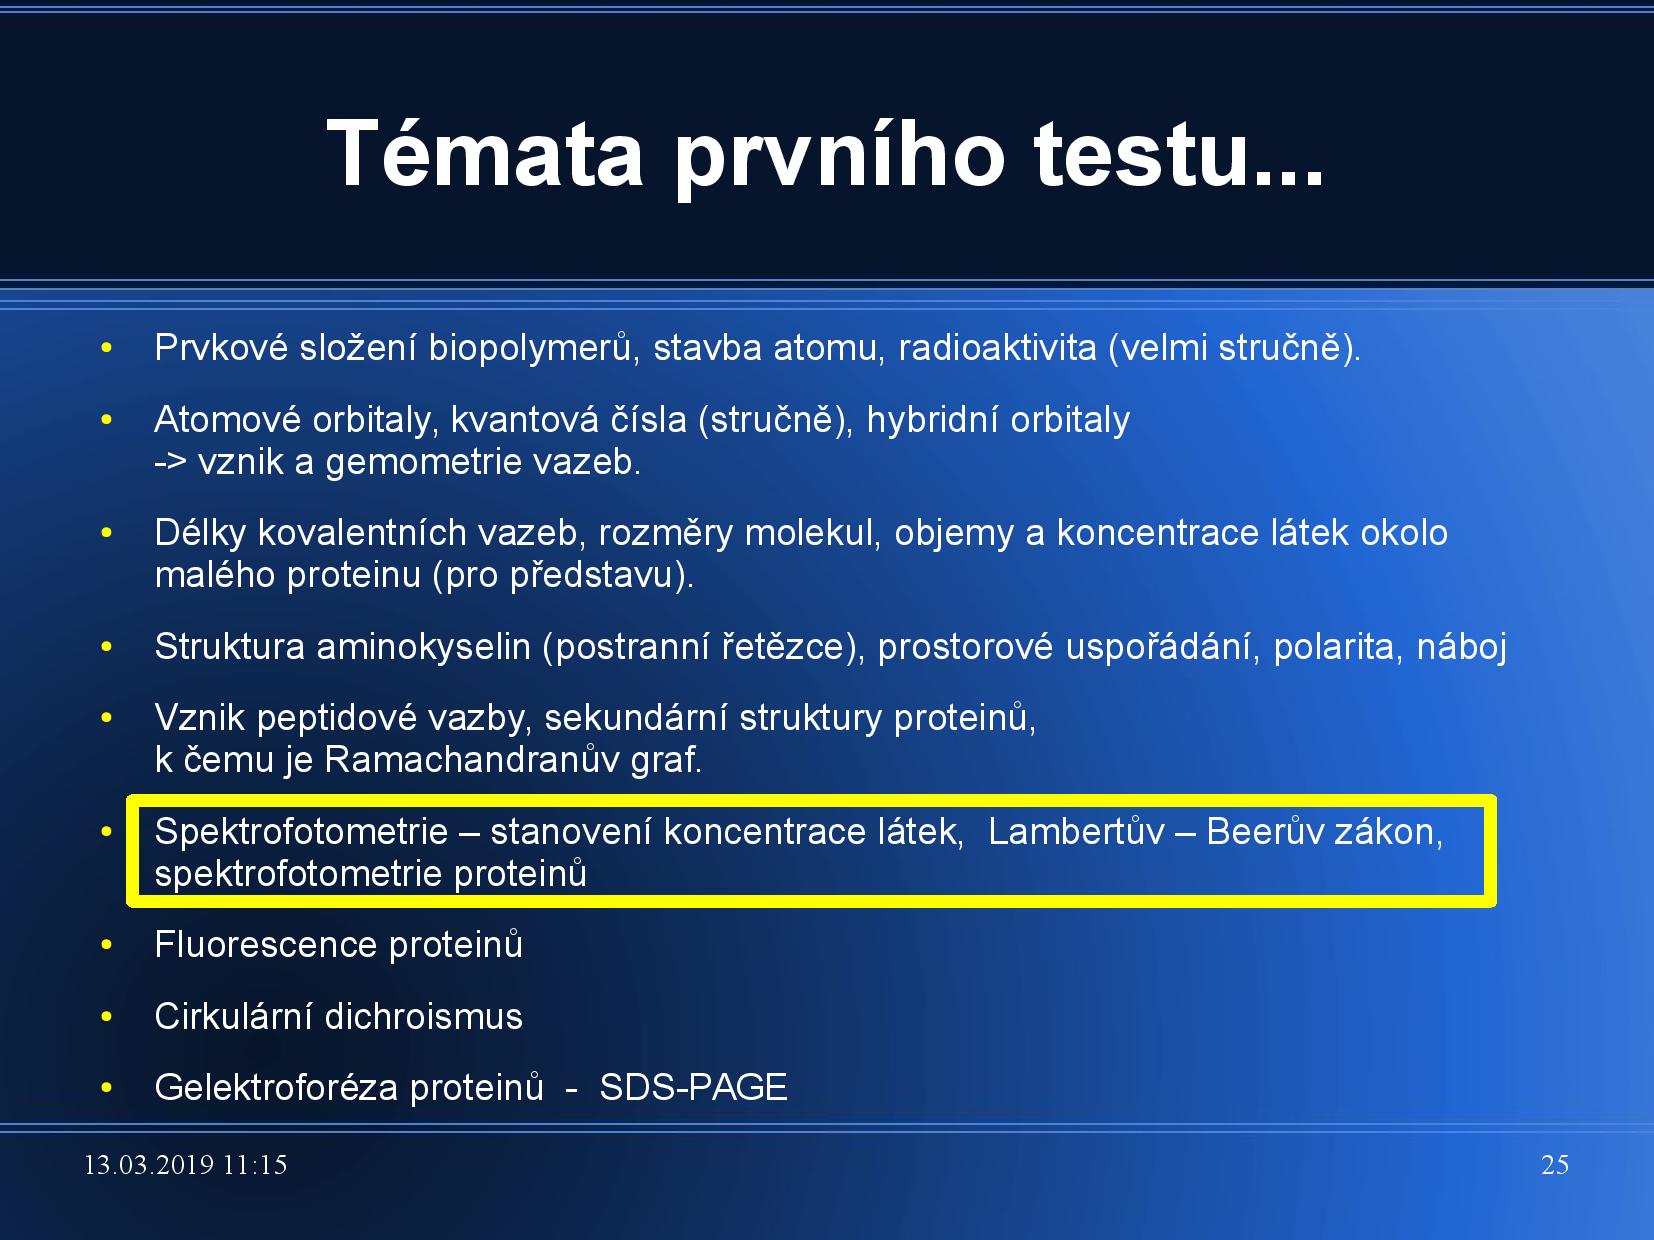 Témata prvního testu...
• Prvkové složení biopolymerů, stavba atomu, radioaktivita (velmi stručně).
• Atomové orbitaly, kvantová čísla (stručně), hybridní orbitaly
-> vznik a gemometrie vazeb.
• Délky kovalentních vazeb, rozměry molekul, objemy a koncentrace látek okolo
malého proteinu (pro představu).
• Struktura aminokyselin (postranní řetězce), prostorové uspořádání, polarita, náboj
• Vznik peptidové vazby, sekundární struktury proteinů,
k čemu je Ramachandranův graf.
• Spektrofotometrie – stanovení koncentrace látek,  Lambertův – Beerův zákon,
spektrofotometrie proteinů
• Fluorescence proteinů
• Cirkulární dichroismus
• Gelektroforéza proteinů  -  SDS-PAGE
13.03.2019 11:15
25